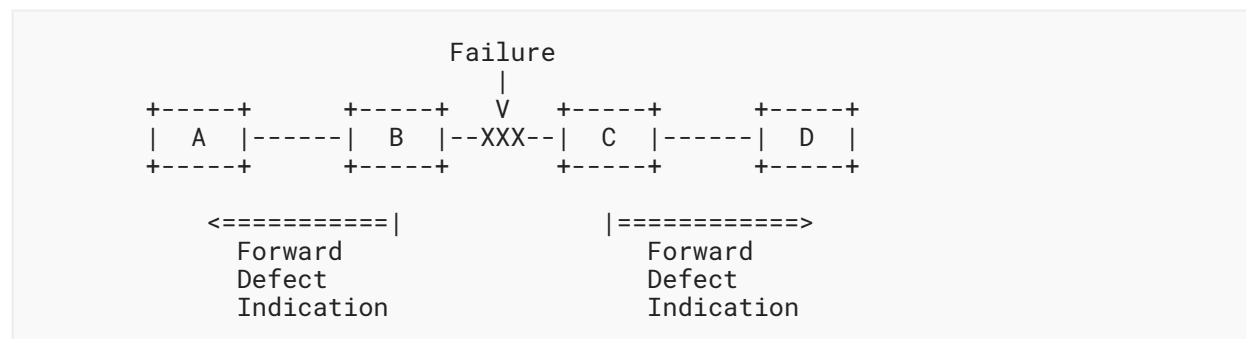 Failure
|
+-----+ +-----+ V +-----+ +-----+
| A |------| B |--XXX--| C |------| D |
+-----+ +-----+ +-----+ +-----+
<===========| |============>
Forward Forward
Defect Defect
Indication Indication